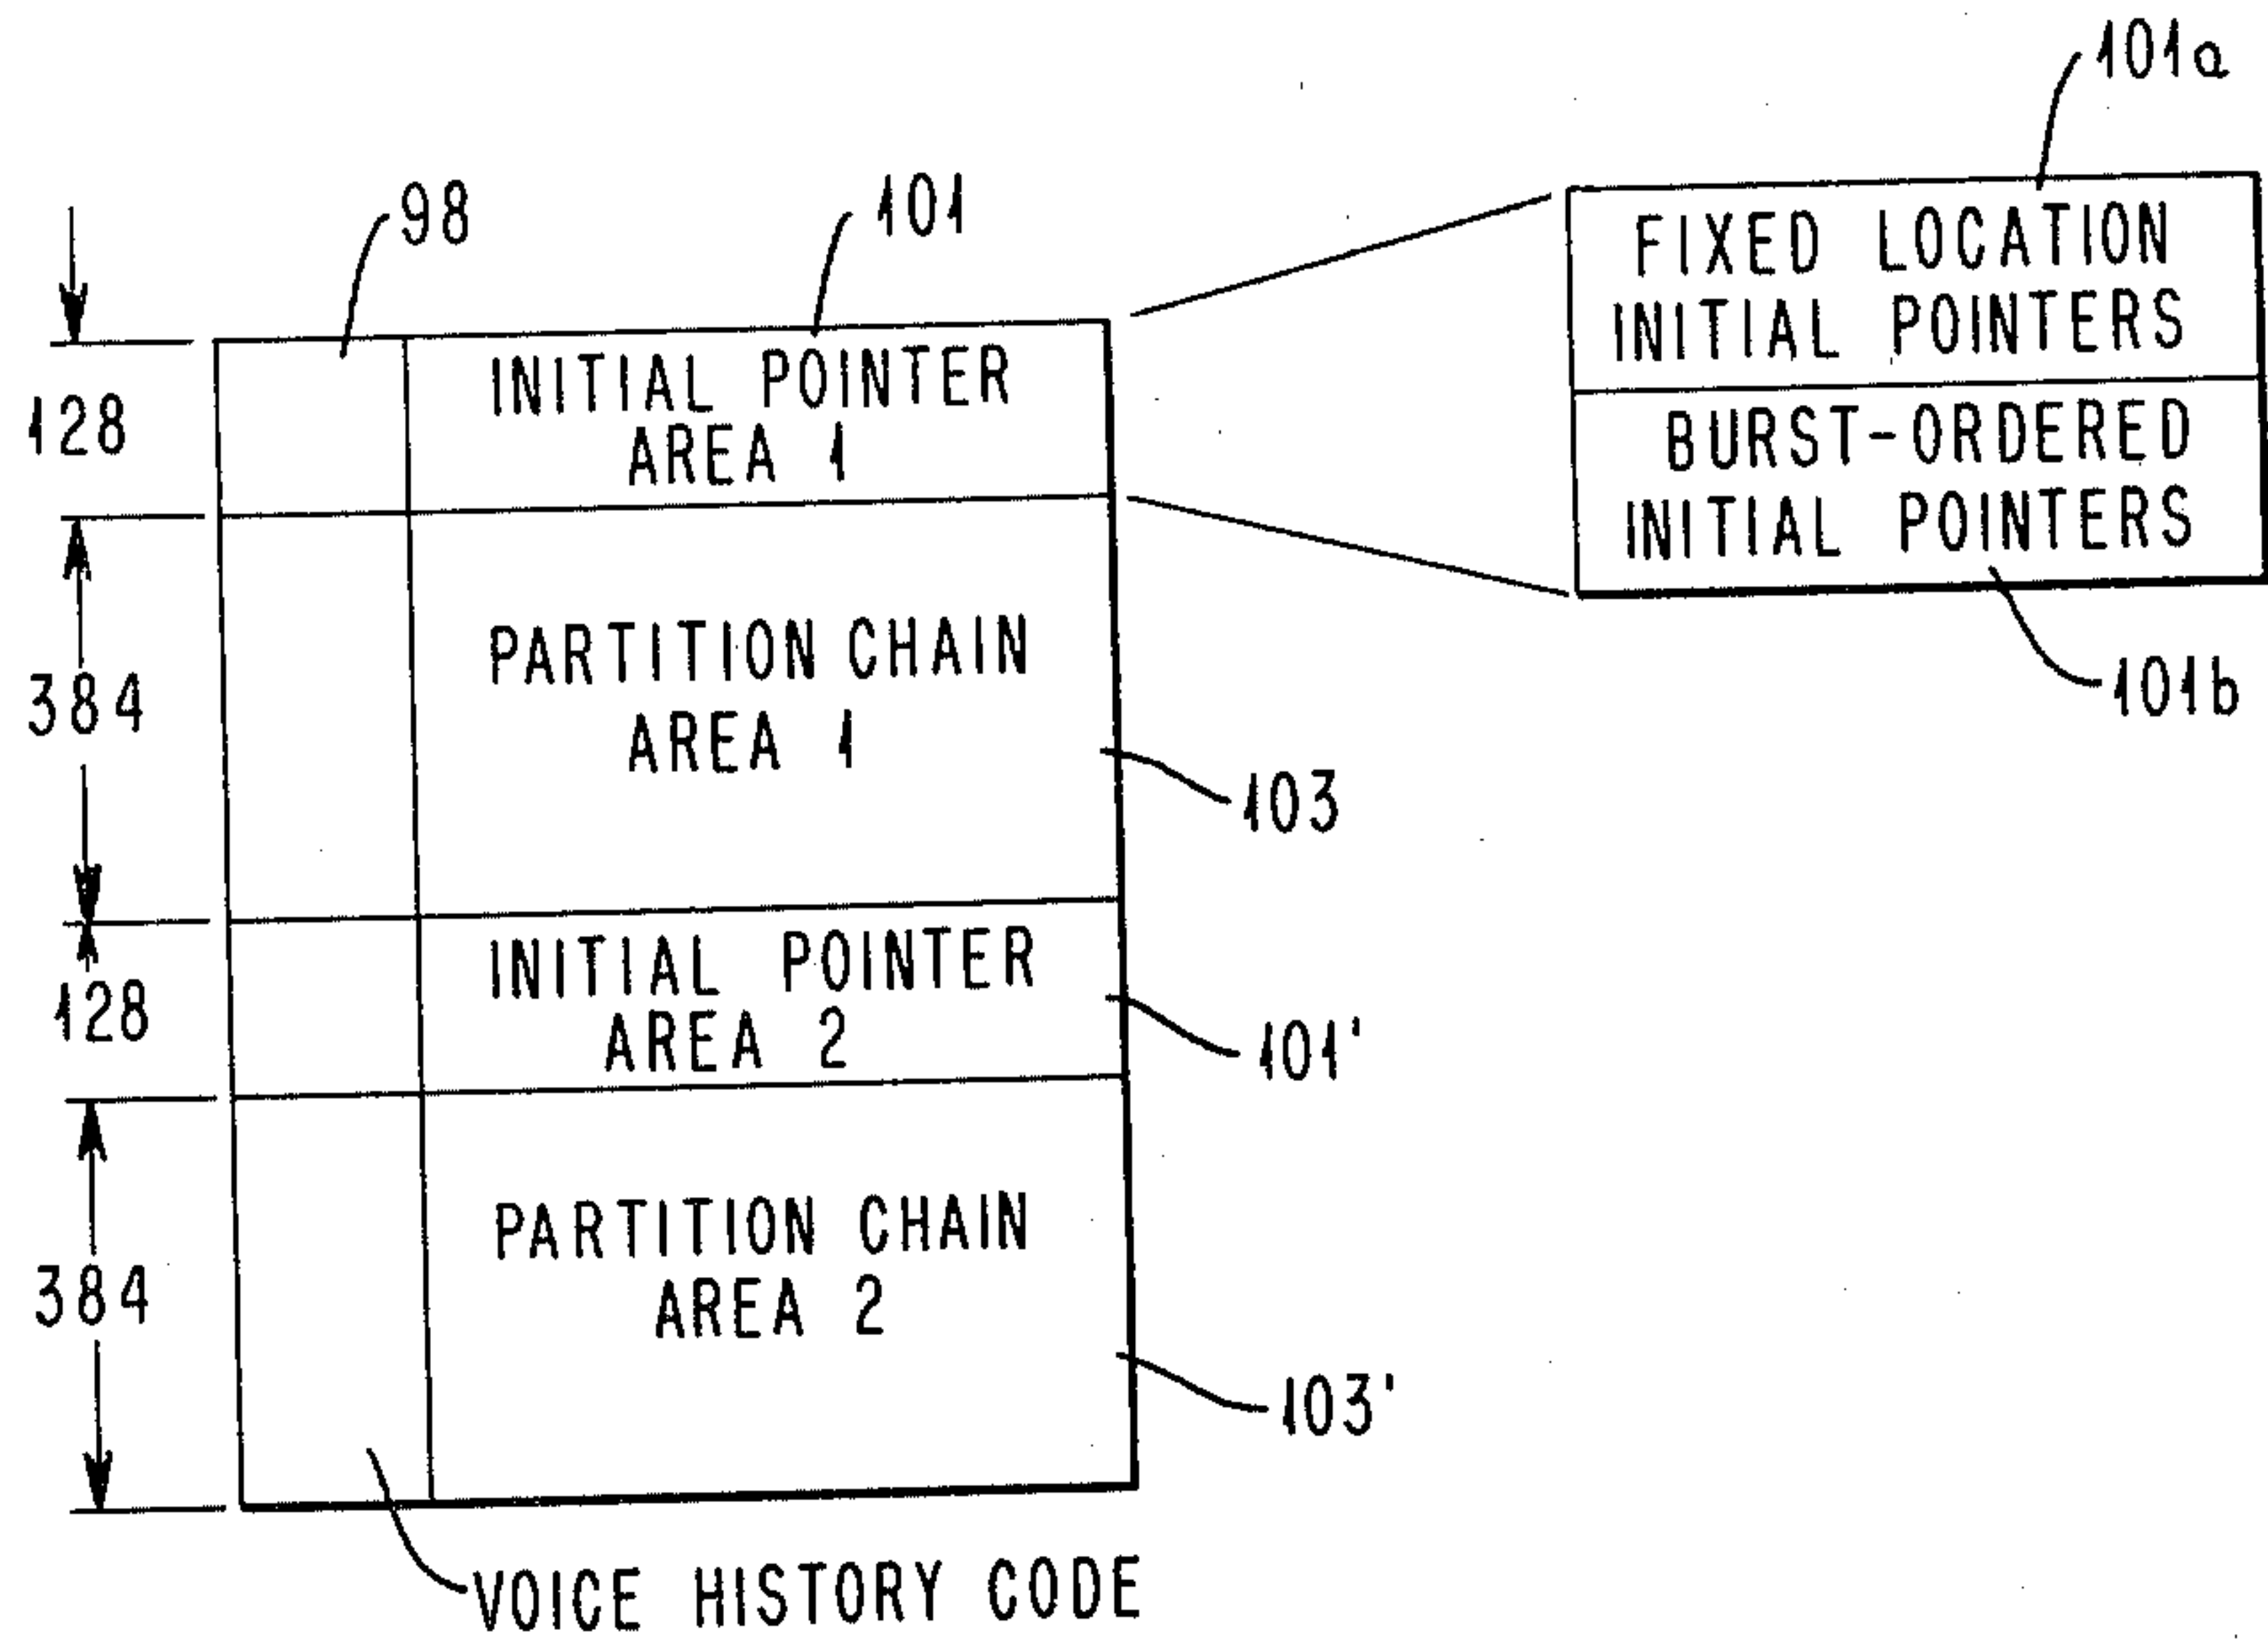 101a
98
101
FIXED LOCATION
INITIAL POINTERS
BURST-ORDERED
INITIAL POINTERS
101b
128
INITIAL POINTER
AREA 1
384
PARTITION CHAIN
AREA 1
103
128
INITIAL POINTER
AREA 2
101'
384
PARTITION CHAIN
AREA 2
103'
VOICE HISTORY CODE